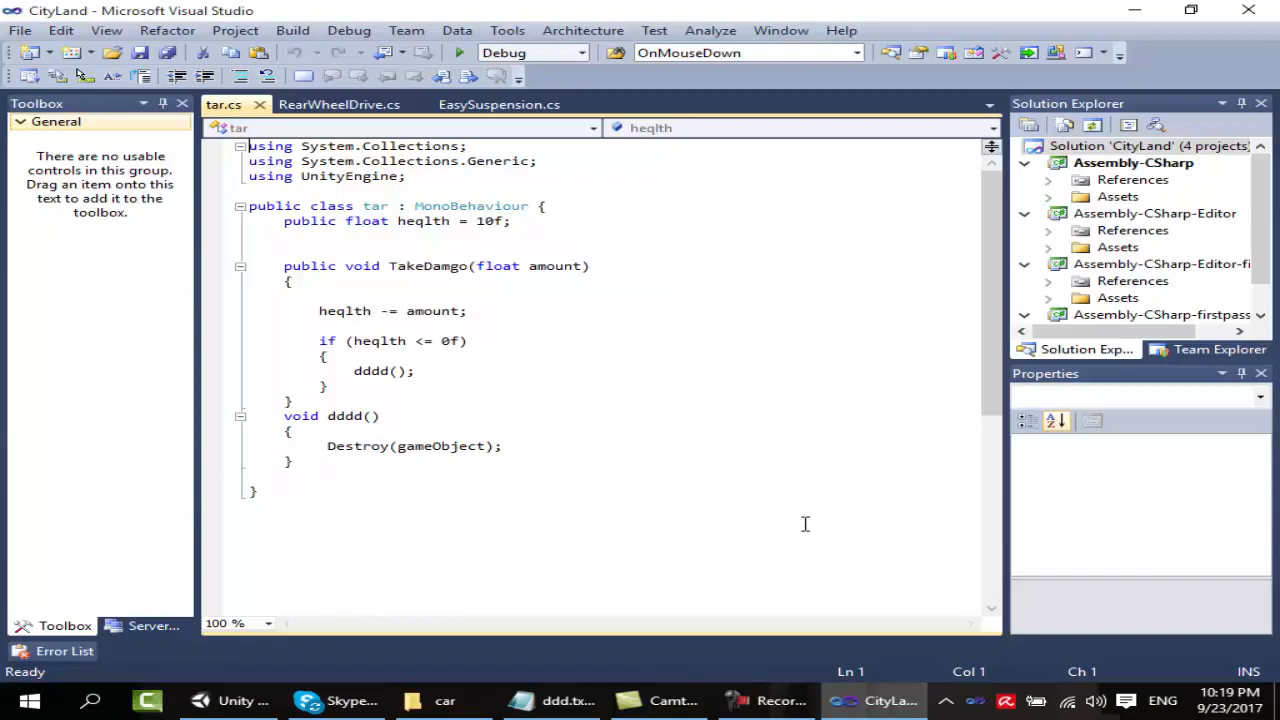 CityLand - Microsoft Visual Studio
File Edit View Refactor Project Build Debug Team Data Tools Architecture Test Analyze Window Help
Debug OnMouseDown
Toolbox
General
There are no usable
controls in this group.
Drag an item onto this
text to add it to the
toolbox.
Toolbox Server...
tar.cs RearWheelDrive.cs EasySuspension.cs
tar heqlth
using System.Collections;
using System.Collections.Generic;
using UnityEngine;
public class tar : MonoBehaviour {
public float heqlth = 10f;
public void TakeDamgo(float amount)
{
heqlth -= amount;
if (heqlth <= 0f)
{
dddd();
}
}
void dddd()
{
Destroy(gameObject);
}
}
100 %
Solution Explorer
Solution 'CityLand' (4 projects)
Assembly-CSharp
References
Assets
Assembly-CSharp-Editor
References
Assets
Assembly-CSharp-Editor-fi
References
Assets
Assembly-CSharp-firstpass
Solution Exp... Team Explorer
Properties
Error List
Ready Ln 1 Col 1 Ch 1 INS
Unity ... Skype... car ddd.tx... Camt... Recor... CityLa... ENG
10:19 PM
9/23/2017